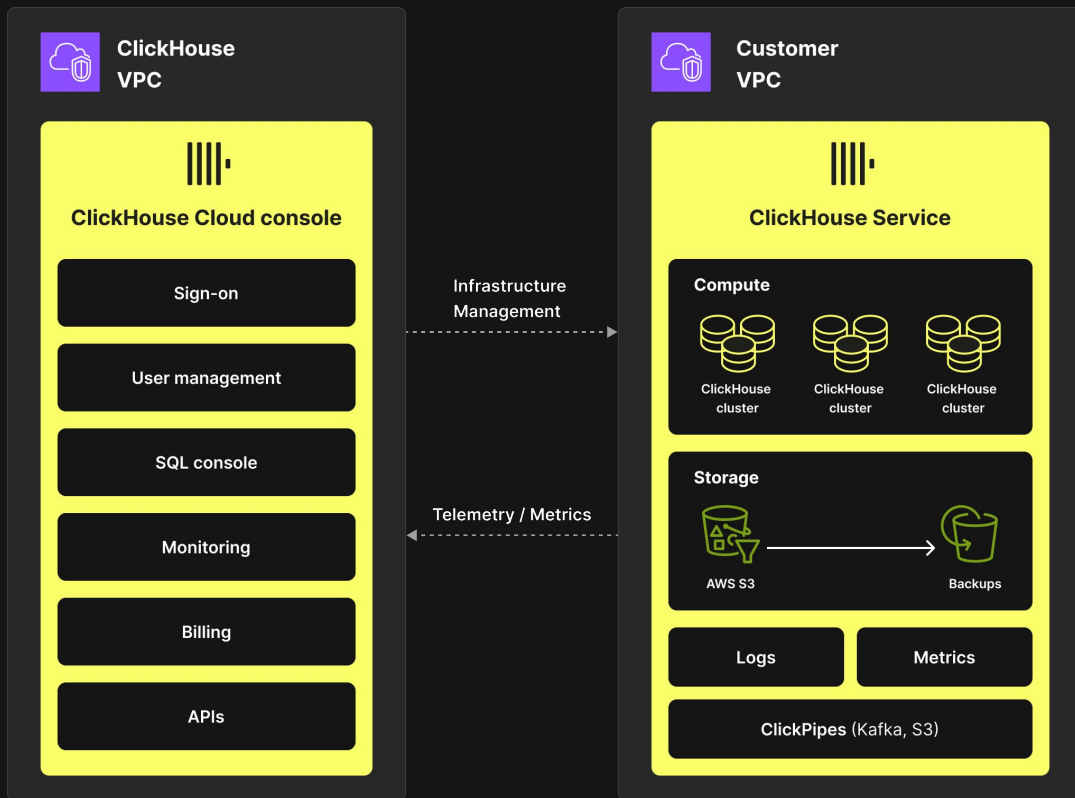 ClickHouse
VPC
ClickHouse Cloud console
Sign-on
User management
SQL console
Monitoring
Billing
APIs
Infrastructure
Management
Telemetry / Metrics
Customer
VPC
ClickHouse Service
Compute
ClickHouse
cluster
ClickHouse
cluster
ClickHouse
cluster
Storage
AWS S3
Backups
Logs
Metrics
ClickPipes (Kafka, S3)